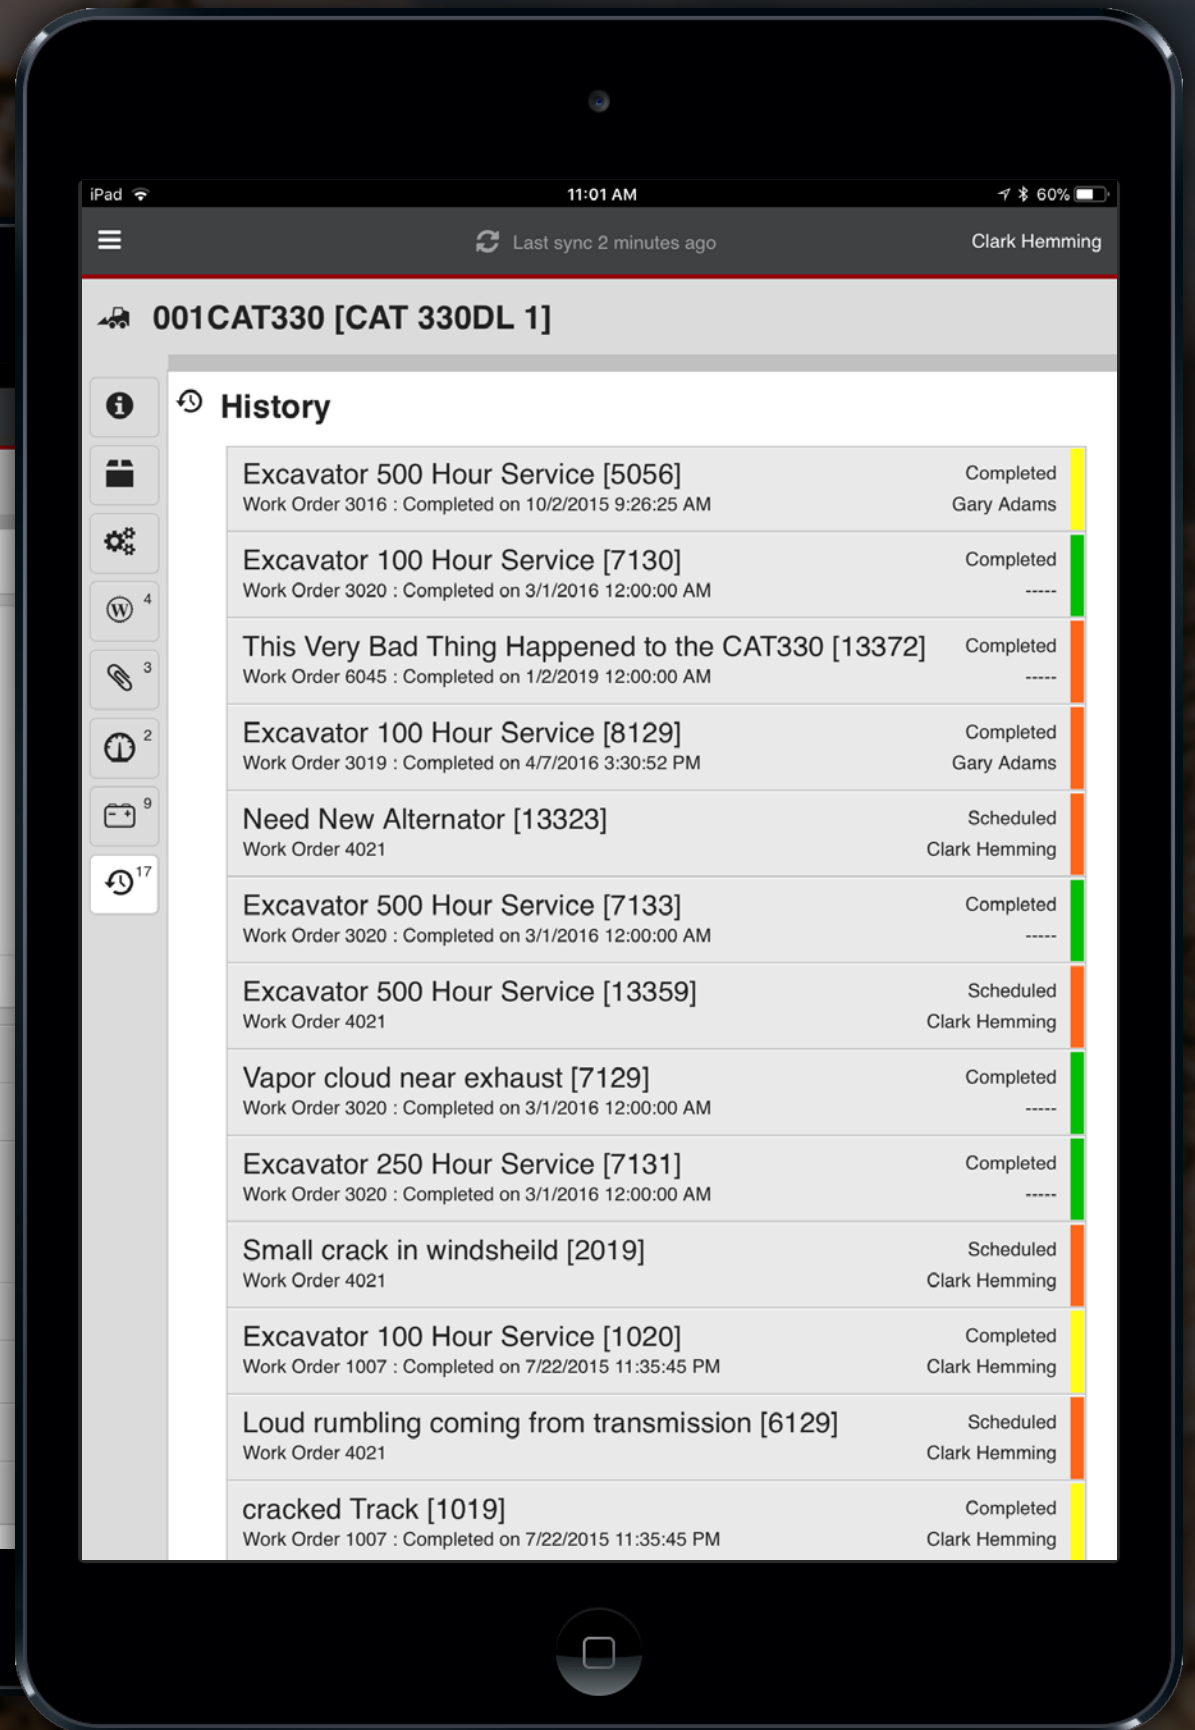 iPad 11:01 AM 60%
Last sync 2 minutes ago Clark Hemming
001CAT330 [CAT 330DL 1]
History
Excavator 500 Hour Service [5056] Completed
Work Order 3016 : Completed on 10/2/2015 9:26:25 AM Gary Adams
Excavator 100 Hour Service [7130] Completed
Work Order 3020 : Completed on 3/1/2016 12:00:00 AM -----
This Very Bad Thing Happened to the CAT330 [13372] Completed
Work Order 6045 : Completed on 1/2/2019 12:00:00 AM -----
W 4
3
Excavator 100 Hour Service [8129] Completed
Work Order 3019 : Completed on 4/7/2016 3:30:52 PM Gary Adams
2
Need New Alternator [13323] Scheduled
Work Order 4021 Clark Hemming
9
17
Excavator 500 Hour Service [7133] Completed
Work Order 3020 : Completed on 3/1/2016 12:00:00 AM -----
Excavator 500 Hour Service [13359] Scheduled
Work Order 4021 Clark Hemming
Vapor cloud near exhaust [7129] Completed
Work Order 3020 : Completed on 3/1/2016 12:00:00 AM -----
Excavator 250 Hour Service [7131] Completed
Work Order 3020 : Completed on 3/1/2016 12:00:00 AM -----
Small crack in windsheild [2019] Scheduled
Work Order 4021 Clark Hemming
Excavator 100 Hour Service [1020] Completed
Work Order 1007 : Completed on 7/22/2015 11:35:45 PM Clark Hemming
Loud rumbling coming from transmission [6129] Scheduled
Work Order 4021 Clark Hemming
cracked Track [1019] Completed
Work Order 1007 : Completed on 7/22/2015 11:35:45 PM Clark Hemming